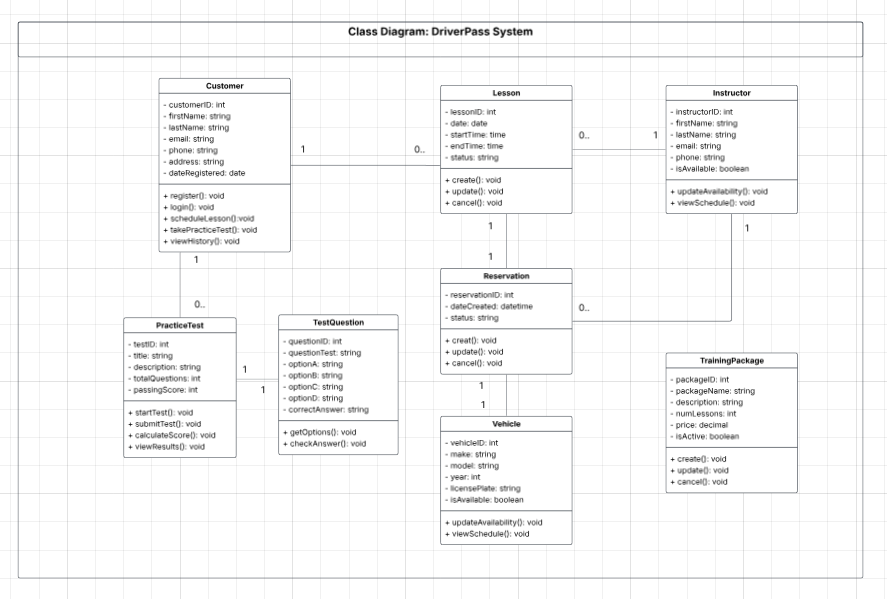 Class Diagram: DriverPass System
Customer
- customerID: int
- firstName: string
- lastName: string
- email: string
- phone: string
- address: string
- dateRegistered: date
+ register(): void
+ login(): void
+ scheduleLesson():void
+ takePracticeTest(): void
+ viewHistory(): void
1
0..
Lesson
- lessonID: int
- date: date
- startTime: time
- endTime: time
- status: string
+ create(): void
+ update(): void
+ cancel(): void
0..
1
Instructor
- instructorID: int
- firstName: string
- lastName: string
- email: string
- phone: string
- isAvailable: boolean
+ updateAvailability(): void
+ viewSchedule(): void
1
1
1
1
0..
Reservation
- reservationID: int
- dateCreated: datetime
- status: string
+ creat(): void
+ update(): void
+ cancel(): void
0..
PracticeTest
- testID: int
- title: string
- description: string
- totalQuestions: int
- passingScore: int
+ startTest(): void
+ submitTest(): void
+ calculateScore(): void
+ viewResults(): void
1
1
TestQuestion
- questionID: int
- questionTest: string
- optionA: string
- optionB: string
- optionC: string
- optionD: string
- correctAnswer: string
+ getOptions(): void
+ checkAnswer(): void
1
1
Vehicle
- vehicleID: int
- make: string
- model: string
- year: int
- licensePlate: string
- isAvailable: boolean
+ updateAvailability(): void
+ viewSchedule(): void
TrainingPackage
- packageID: int
- packageName: string
- description: string
- numLessons: int
- price: decimal
- isActive: boolean
+ create(): void
+ update(): void
+ cancel(): void